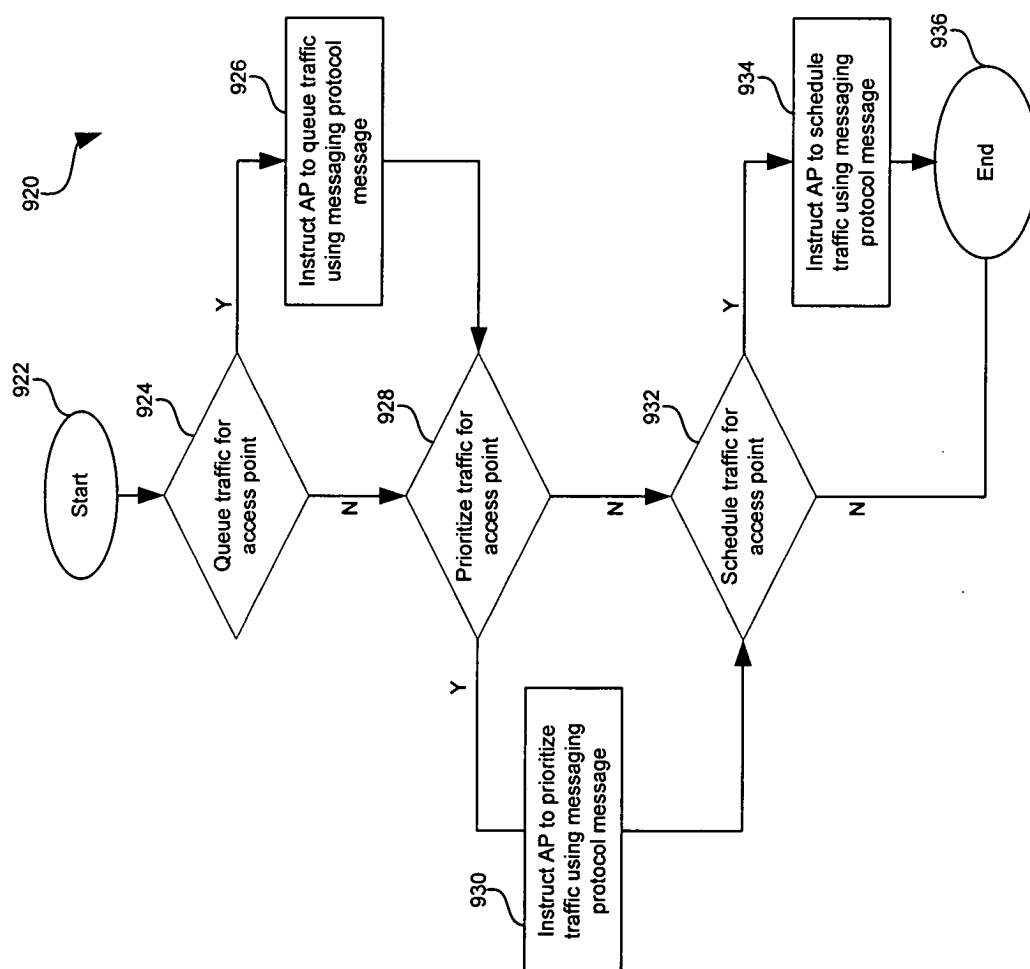 920
922
Start
924
Queue traffic for
access point
Y
N
926
Instruct AP to queue traffic
using messaging protocol
message
928
Prioritize traffic for
access point
Y
N
930
Instruct AP to prioritize
traffic using messaging
protocol message
932
Schedule traffic for
access point
Y
N
934
Instruct AP to schedule
traffic using messaging
protocol message
936
End